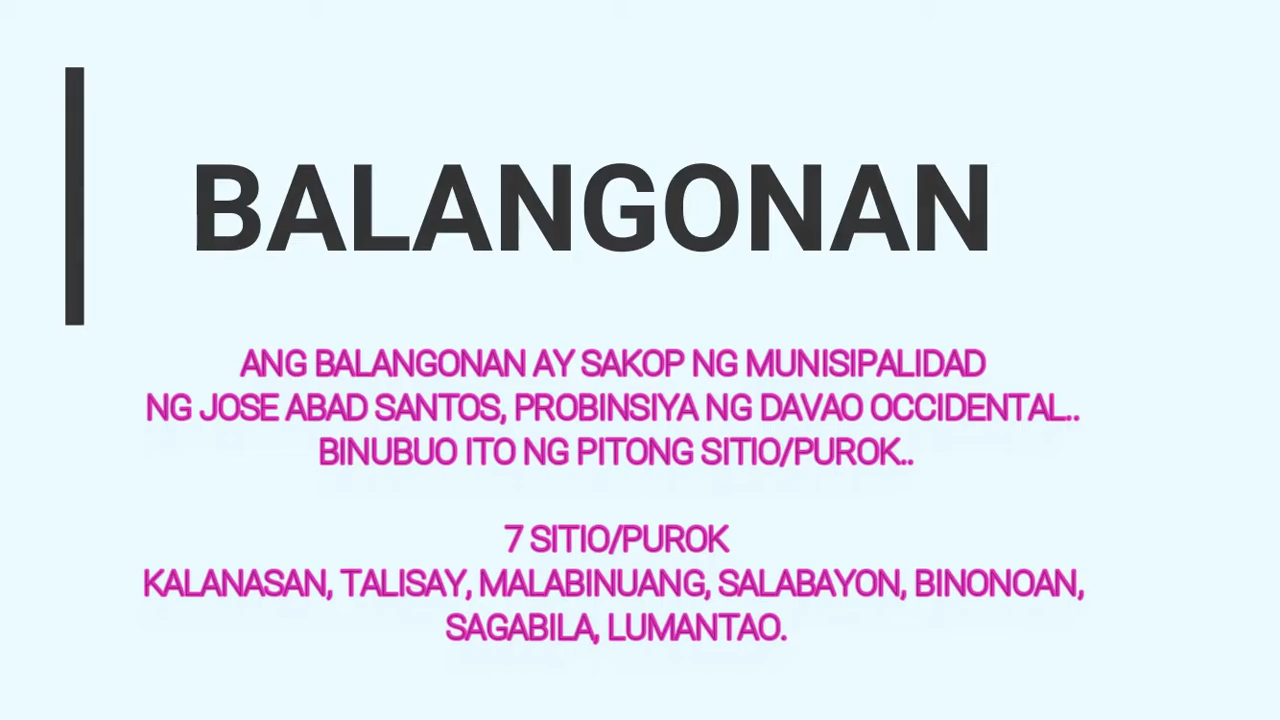 BALANGONAN
ANG BALANGONAN AY SAKOP NG MUNISIPALIDAD
NG JOSE ABAD SANTOS, PROBINSIYA NG DAVAO OCCIDENTAL..
BINUBUO ITO NG PITONG SITIO/PUROK..
7 SITIO/PUROK
KALANASAN, TALISAY, MALABINUANG, SALABAYON, BINONOAN,
SAGABILA, LUMANTAO.